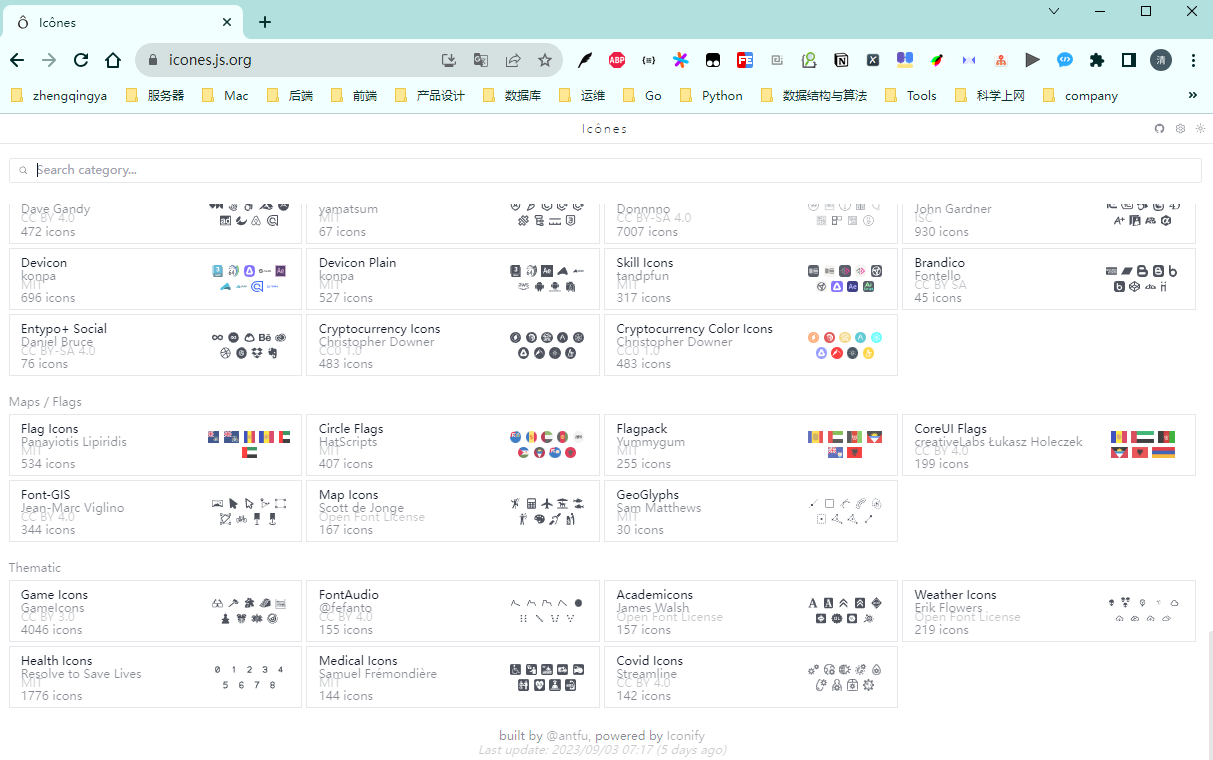 Icônes
icones.js.org
zhengqingya 服务器 Mac 后端 前端 产品设计 数据库 运维 Go Python 数据结构与算法 Tools 科学上网 company »
Icônes
Search category...
Dave Gandy
CC BY 4.0
472 icons
yamatsum
MIT
67 icons
Donnnno
CC BY-SA 4.0
7007 icons
John Gardner
ISC
930 icons
Devicon
konpa
MIT
696 icons
Devicon Plain
konpa
MIT
527 icons
Skill Icons
tandpfun
MIT
317 icons
Brandico
Fontello
CC BY SA
45 icons
Entypo+ Social
Daniel Bruce
CC BY-SA 4.0
76 icons
Cryptocurrency Icons
Christopher Downer
CC0 1.0
483 icons
Cryptocurrency Color Icons
Christopher Downer
CC0 1.0
483 icons
Maps / Flags
Flag Icons
Panayiotis Lipiridis
MIT
534 icons
Circle Flags
HatScripts
MIT
407 icons
Flagpack
Yummygum
MIT
255 icons
CoreUI Flags
creativeLabs Łukasz Holeczek
CC BY 4.0
199 icons
Font-GIS
Jean-Marc Viglino
CC BY 4.0
344 icons
Map Icons
Scott de Jonge
Open Font License
167 icons
GeoGlyphs
Sam Matthews
MIT
30 icons
Thematic
Game Icons
GameIcons
CC BY 3.0
4046 icons
FontAudio
@fefanto
CC BY 4.0
155 icons
Academicons
James Walsh
Open Font License
157 icons
Weather Icons
Erik Flowers
Open Font License
219 icons
Health Icons
Resolve to Save Lives
MIT
1776 icons
0 1 2 3 4
5 6 7 8
Medical Icons
Samuel Frémondière
MIT
144 icons
Covid Icons
Streamline
CC BY 4.0
142 icons
built by @antfu, powered by Iconify
Last update: 2023/09/03 07:17 (5 days ago)